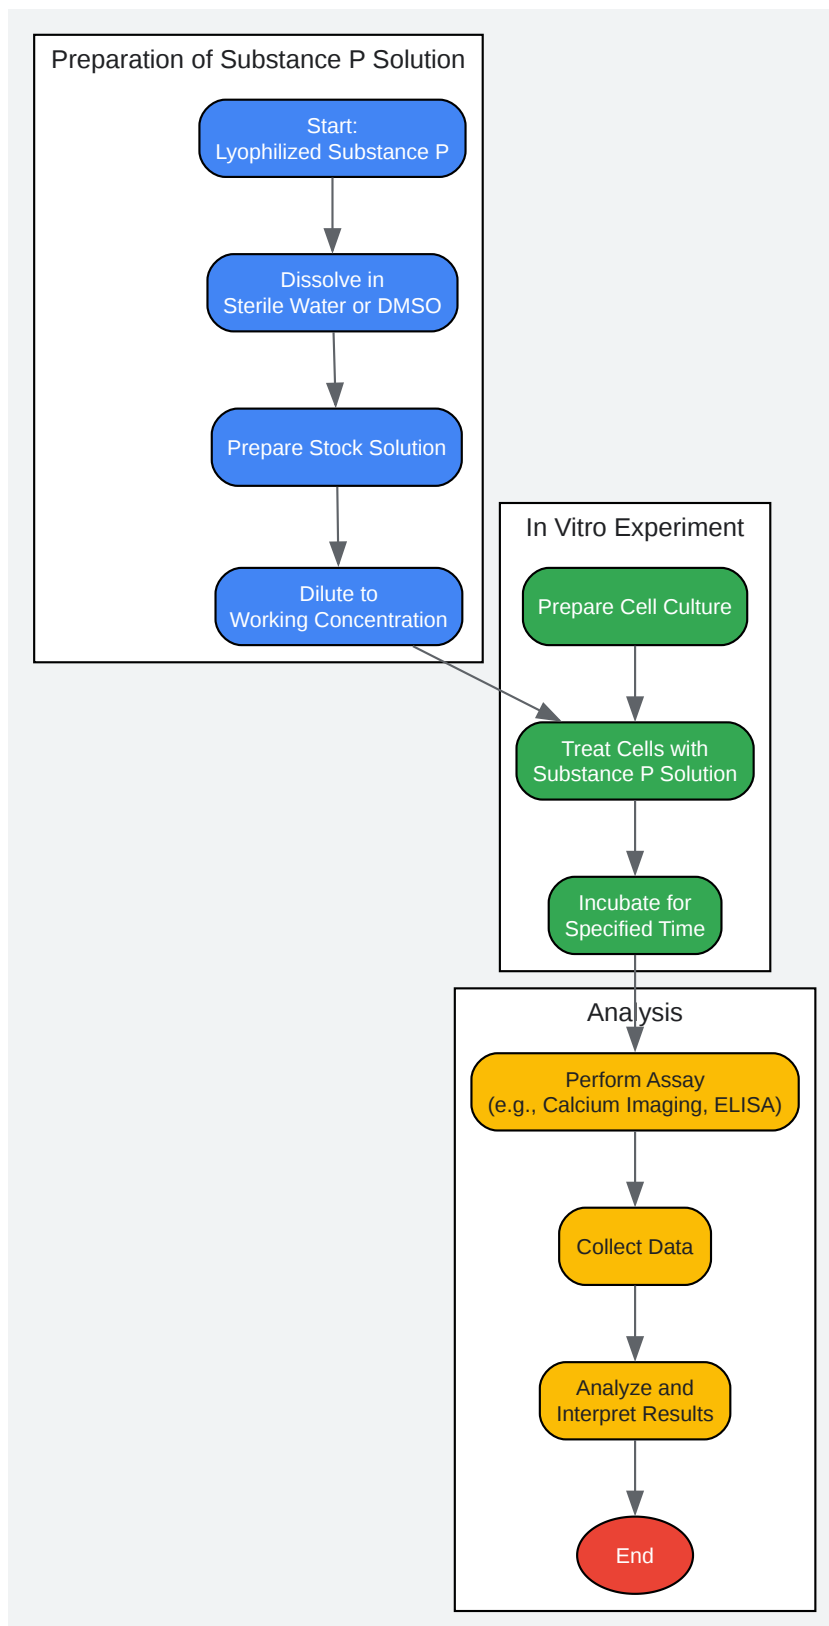 Preparation of Substance P Solution
Start:
Lyophilized Substance P
Dissolve in
Sterile Water or DMSO
Prepare Stock Solution
Dilute to
Working Concentration
In Vitro Experiment
Prepare Cell Culture
Treat Cells with
Substance P Solution
Incubate for
Specified Time
Analysis
Perform Assay
(e.g., Calcium Imaging, ELISA)
Collect Data
Analyze and
Interpret Results
End